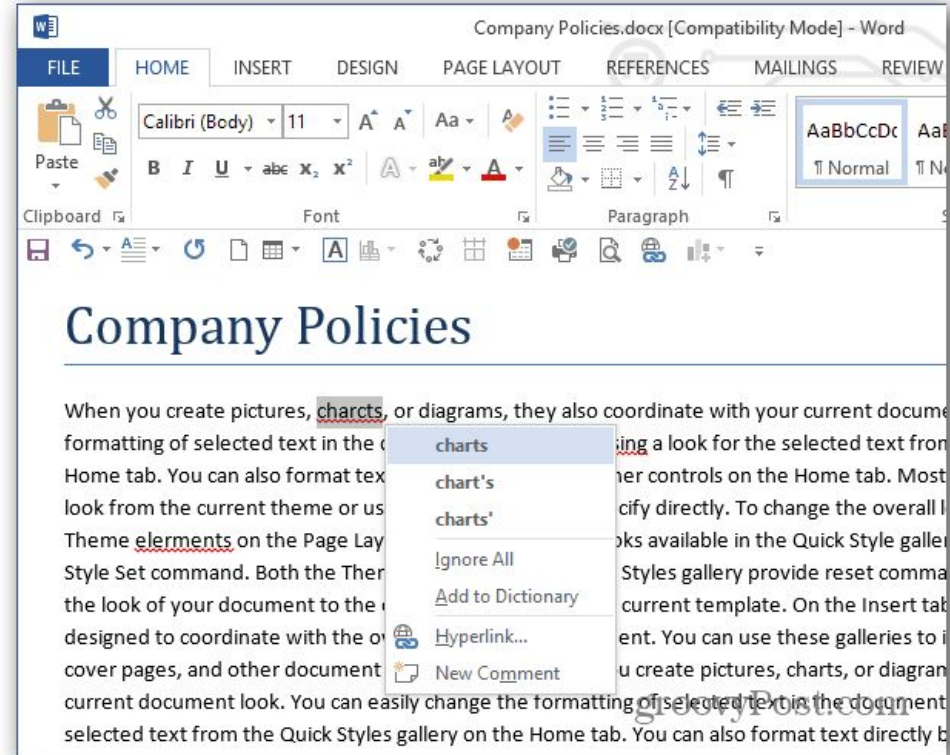 Company Policies.docx [Compatibility Mode] - Word
FILE HOME INSERT DESIGN PAGE LAYOUT REFERENCES MAILINGS REVIEW
Calibri (Body) 11 Aa AaBbCcDc
Paste B I U abc x₂ x² A ¶ Normal
Clipboard Font Paragraph
Company Policies
When you create pictures, charcts, or diagrams, they also coordinate with your current docume
formatting of selected text in the a look for the selected text from
Home tab. You can also format tex controls on the Home tab. Most
look from the current theme or us directly. To change the overall
Theme elerments on the Page Lay available in the Quick Style galler
Style Set command. Both the Ther Styles gallery provide reset comma
the look of your document to the current template. On the Insert tab
designed to coordinate with the ov ent. You can use these galleries to i
cover pages, and other document u create pictures, charts, or diagram
current document look. You can easily change the formatting of selected text in the document
selected text from the Quick Styles gallery on the Home tab. You can also format text directly
charts
chart's
charts'
Ignore All
Add to Dictionary
Hyperlink...
New Comment
groovyPost.com